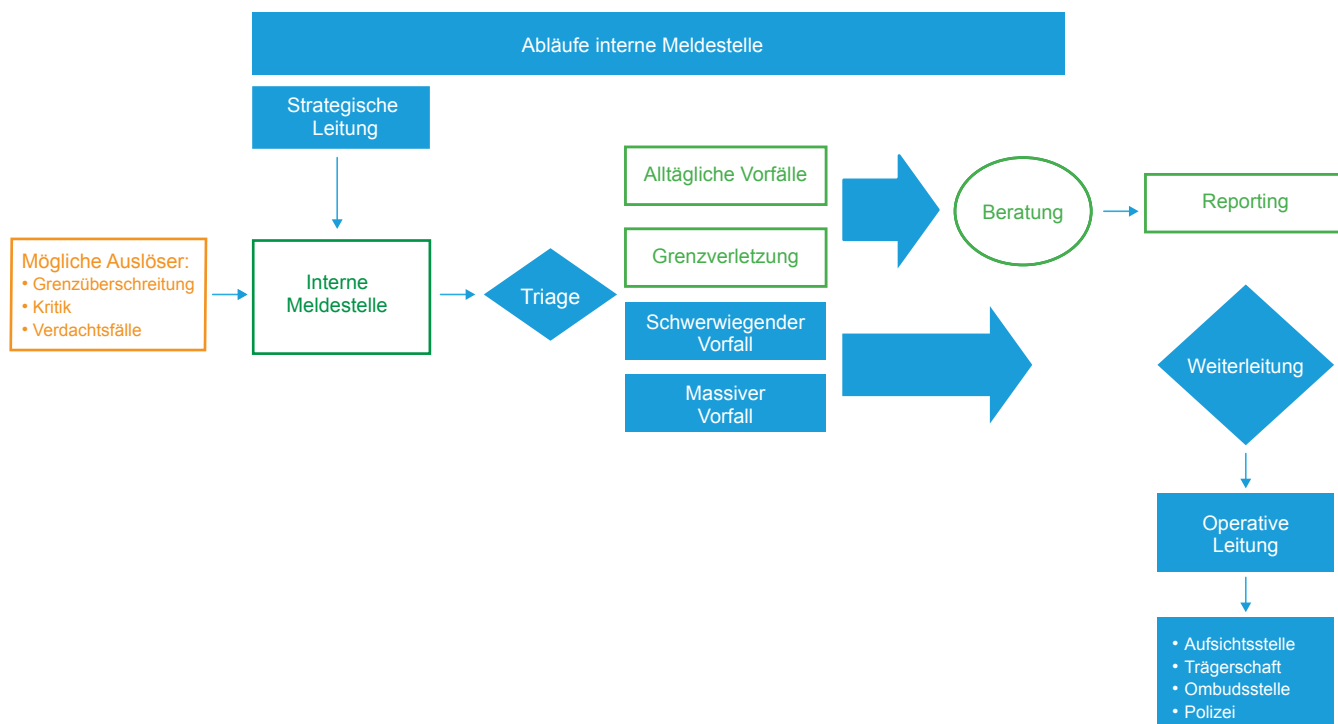 Abläufe interne Meldestelle
Strategische
Leitung
Mögliche Auslöser:
• Grenzüberschreitung
• Kritik
• Verdachtsfälle
Interne
Meldestelle
Triage
Alltägliche Vorfälle
Grenzverletzung
Schwerwiegender
Vorfall
Massiver
Vorfall
Beratung
Reporting
Weiterleitung
Operative
Leitung
• Aufsichtsstelle
• Trägerschaft
• Ombudsstelle
• Polizei